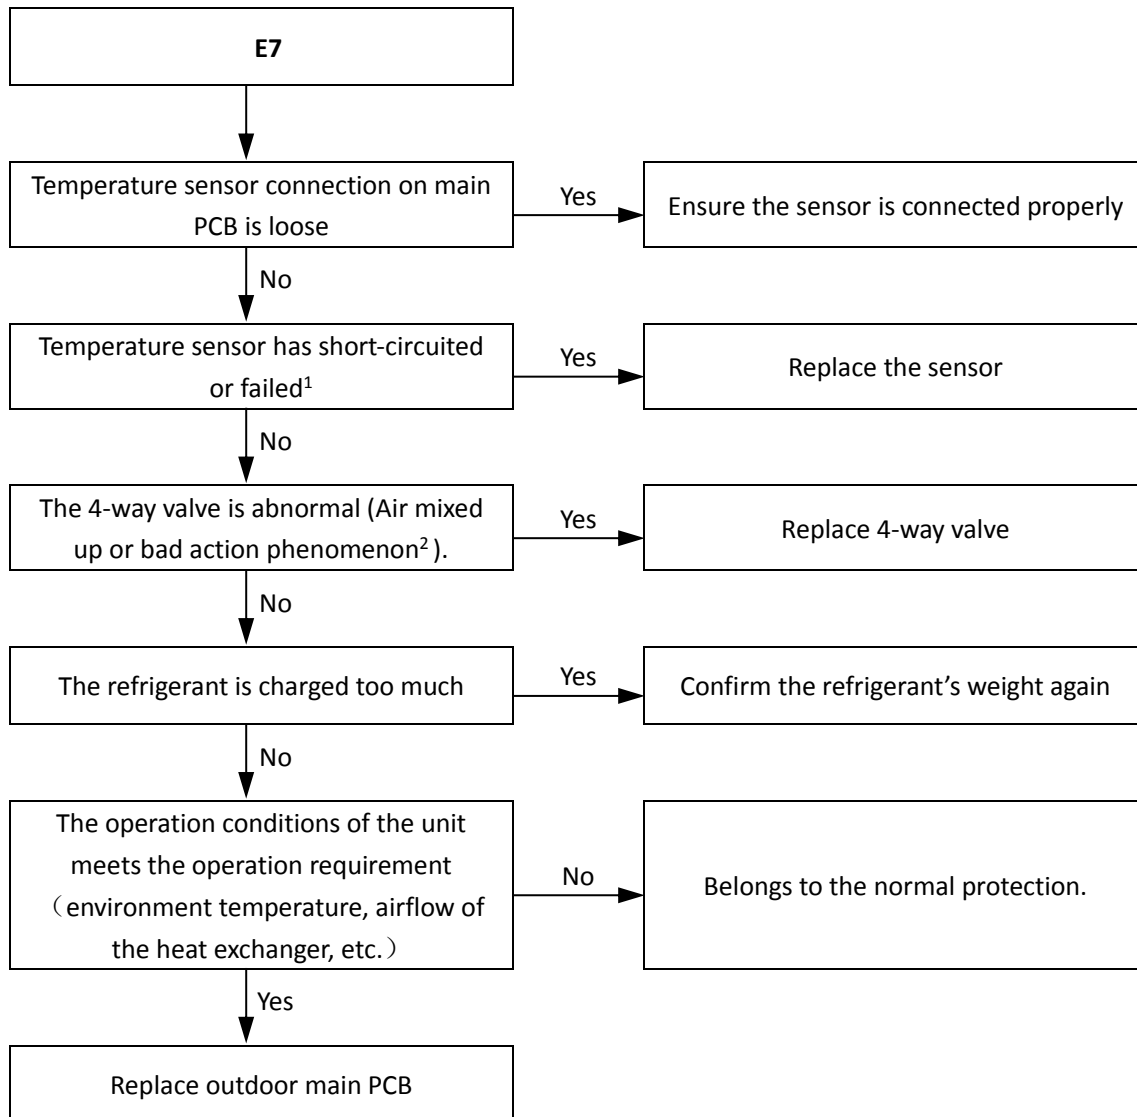 E7
Temperature sensor connection on main
PCB is loose
Yes
Ensure the sensor is connected properly
No
Temperature sensor has short-circuited
or failed¹
Yes
Replace the sensor
No
The 4-way valve is abnormal (Air mixed
up or bad action phenomenon² ).
Yes
Replace 4-way valve
No
The refrigerant is charged too much
Yes
Confirm the refrigerant’s weight again
No
The operation conditions of the unit
meets the operation requirement
（environment temperature, airflow of
the heat exchanger, etc.）
No
Belongs to the normal protection.
Yes
Replace outdoor main PCB